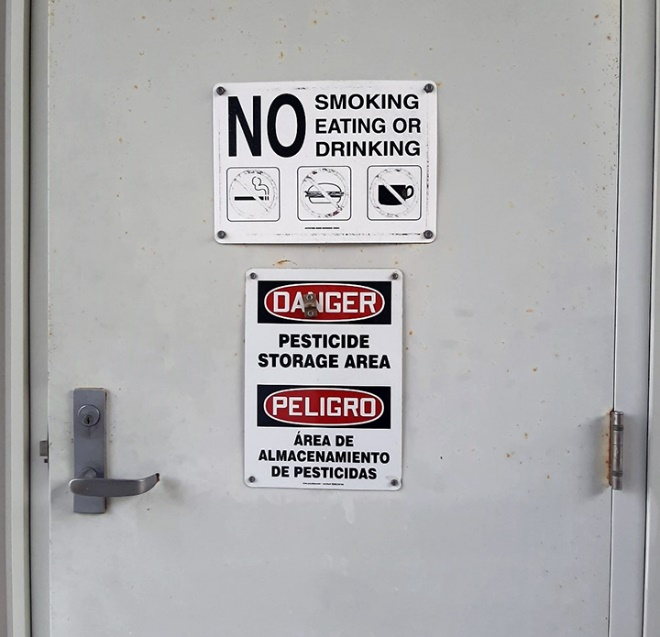 NO
SMOKING
EATING OR
DRINKING
DANGER
PESTICIDE
STORAGE AREA
PELIGRO
ÁREA DE
ALMACENAMIENTO
DE PESTICIDAS